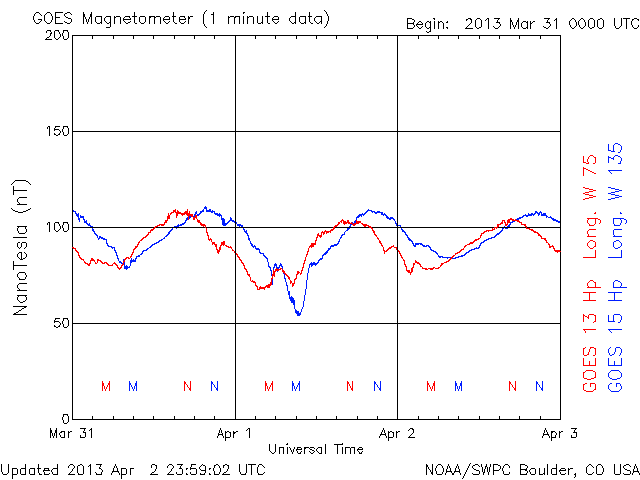 GOES Magnetometer (1 minute data)
Begin: 2013 Mar 31 0000 UTC
200
150
100
50
0
NanoTesla (nT)
M M N N M M N N M M N N
Mar 31 Apr 1 Apr 2 Apr 3
Universal Time
GOES 13 Hp Long. W 75
GOES 15 Hp Long. W 135
Updated 2013 Apr 2 23:59:02 UTC
NOAA/SWPC Boulder, CO USA